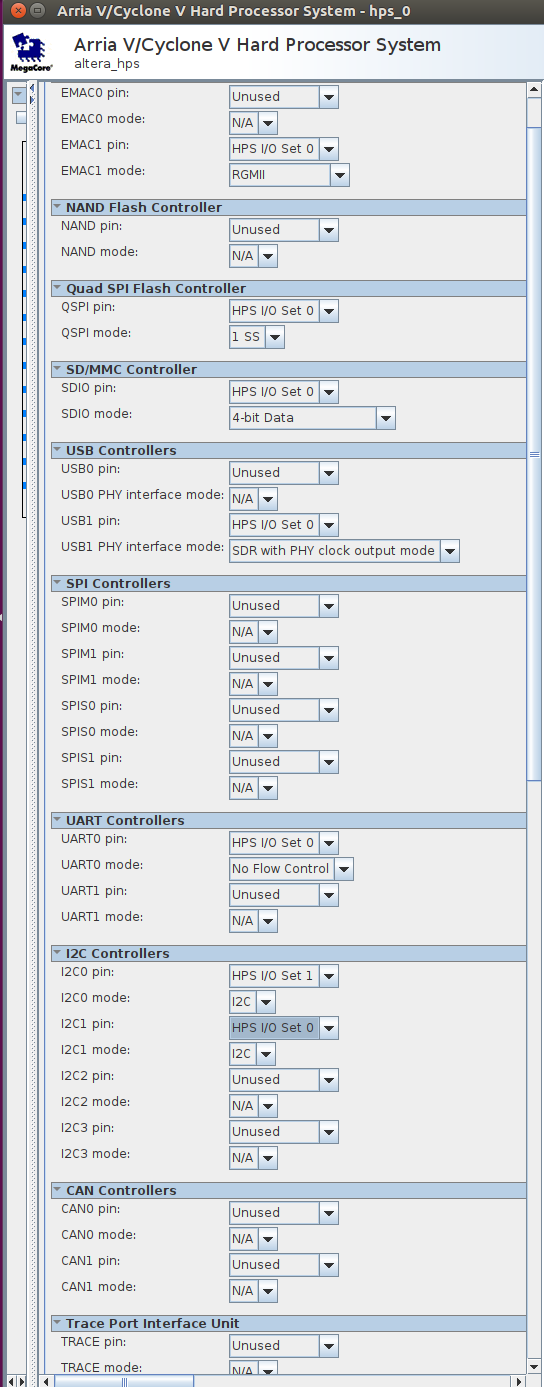 Arria V/Cyclone V Hard Processor System - hps_0
Arria V/Cyclone V Hard Processor System
MegaCore®
altera_hps
EMAC0 pin: Unused
EMAC0 mode: N/A
EMAC1 pin: HPS I/O Set 0
EMAC1 mode: RGMII
NAND Flash Controller
NAND pin: Unused
NAND mode: N/A
Quad SPI Flash Controller
QSPI pin: HPS I/O Set 0
QSPI mode: 1 SS
SD/MMC Controller
SDIO pin: HPS I/O Set 0
SDIO mode: 4-bit Data
USB Controllers
USB0 pin: Unused
USB0 PHY interface mode: N/A
USB1 pin: HPS I/O Set 0
USB1 PHY interface mode: SDR with PHY clock output mode
SPI Controllers
SPIM0 pin: Unused
SPIM0 mode: N/A
SPIM1 pin: Unused
SPIM1 mode: N/A
SPIS0 pin: Unused
SPIS0 mode: N/A
SPIS1 pin: Unused
SPIS1 mode: N/A
UART Controllers
UART0 pin: HPS I/O Set 0
UART0 mode: No Flow Control
UART1 pin: Unused
UART1 mode: N/A
I2C Controllers
I2C0 pin: HPS I/O Set 1
I2C0 mode: I2C
I2C1 pin: HPS I/O Set 0
I2C1 mode: I2C
I2C2 pin: Unused
I2C2 mode: N/A
I2C3 pin: Unused
I2C3 mode: N/A
CAN Controllers
CAN0 pin: Unused
CAN0 mode: N/A
CAN1 pin: Unused
CAN1 mode: N/A
Trace Port Interface Unit
TRACE pin: Unused
TRACE mode: N/A